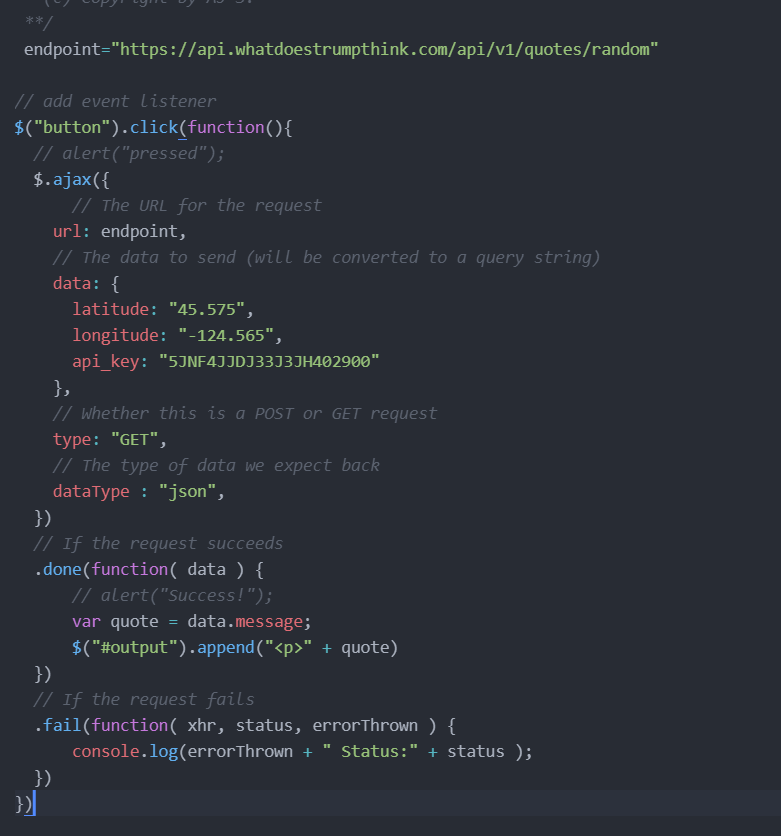 (c) copyright by AS 3.
**/
endpoint="https://api.whatdoestrumpthink.com/api/v1/quotes/random"

// add event listener
$("button").click(function(){
  // alert("pressed");
  $.ajax({
      // The URL for the request
    url: endpoint,
    // The data to send (will be converted to a query string)
    data: {
      latitude: "45.575",
      longitude: "-124.565",
      api_key: "5JNF4JJDJ33J3JH402900"
    },
    // Whether this is a POST or GET request
    type: "GET",
    // The type of data we expect back
    dataType : "json",
  })
  // If the request succeeds
  .done(function( data ) {
      // alert("Success!");
      var quote = data.message;
      $("#output").append("<p>" + quote)
  })
  // If the request fails
  .fail(function( xhr, status, errorThrown ) {
      console.log(errorThrown + " Status:" + status );
  })
})